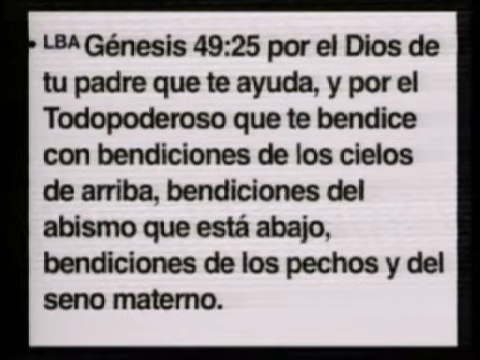 • LBA Génesis 49:25 por el Dios de
tu padre que te ayuda, y por el
Todopoderoso que te bendice
con bendiciones de los cielos
de arriba, bendiciones del
abismo que está abajo,
bendiciones de los pechos y del
seno materno.